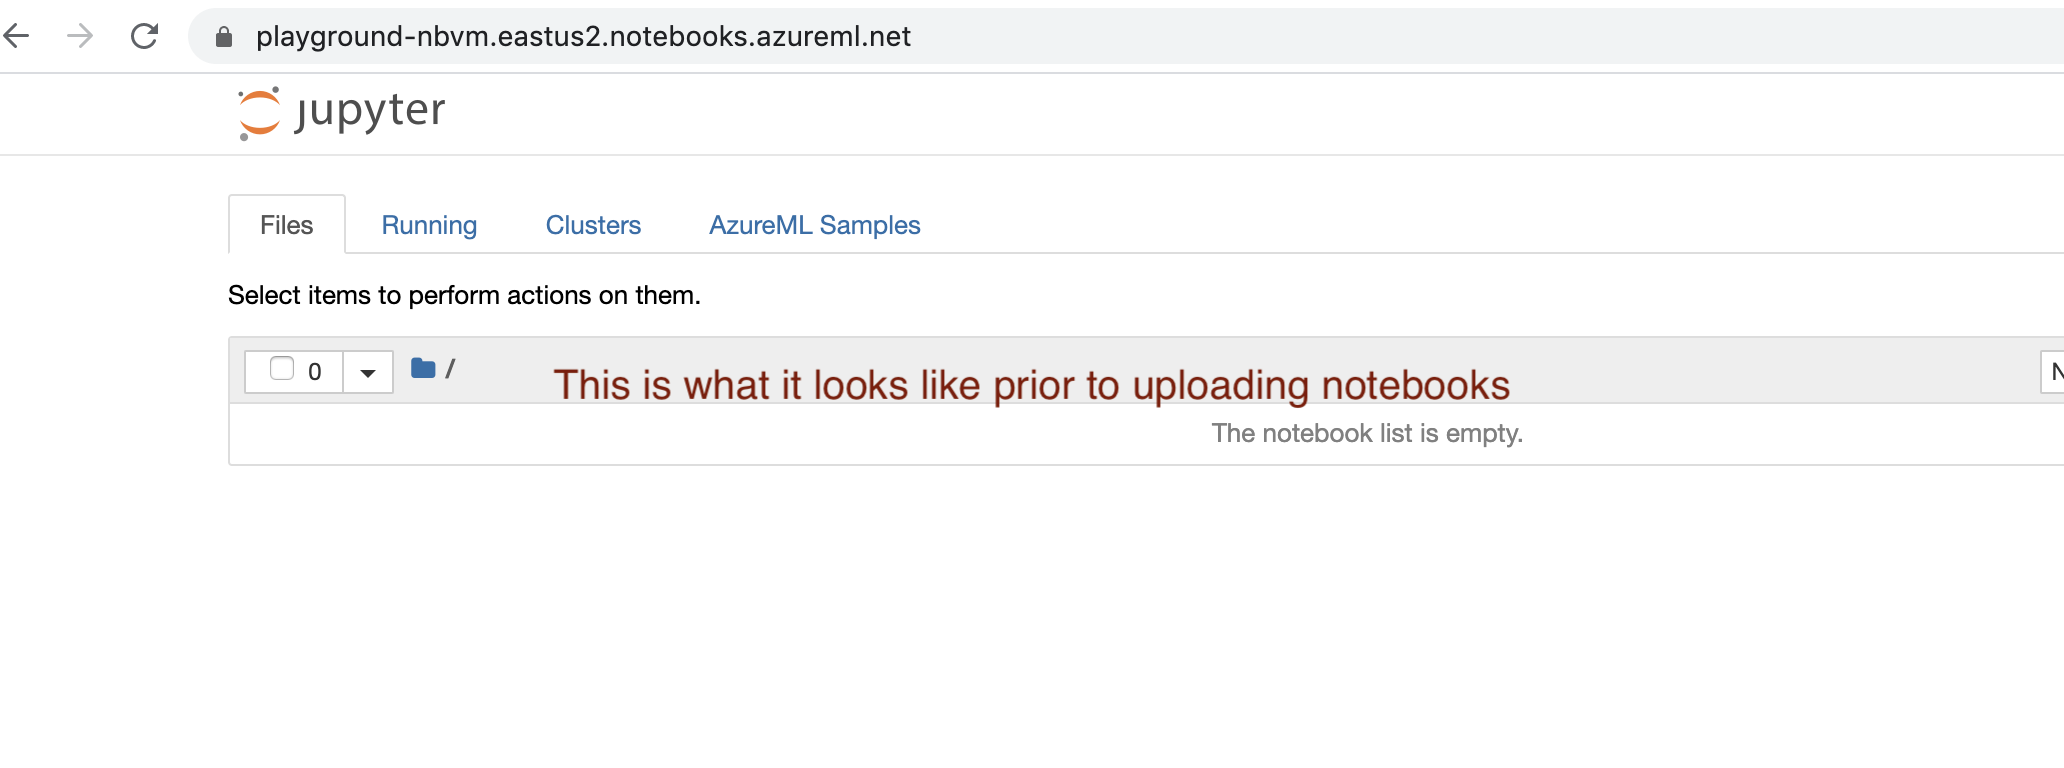 playground-nbvm.eastus2.notebooks.azureml.net
jupyter
Files Running Clusters AzureML Samples
Select items to perform actions on them.
0 /
This is what it looks like prior to uploading notebooks
The notebook list is empty.